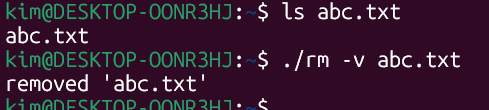 kim@DESKTOP-OONR3HJ:~$ ls abc.txt
abc.txt
kim@DESKTOP-OONR3HJ:~$ ./rm -v abc.txt
removed 'abc.txt'
kim@DESKTOP-OONR3HJ:~$